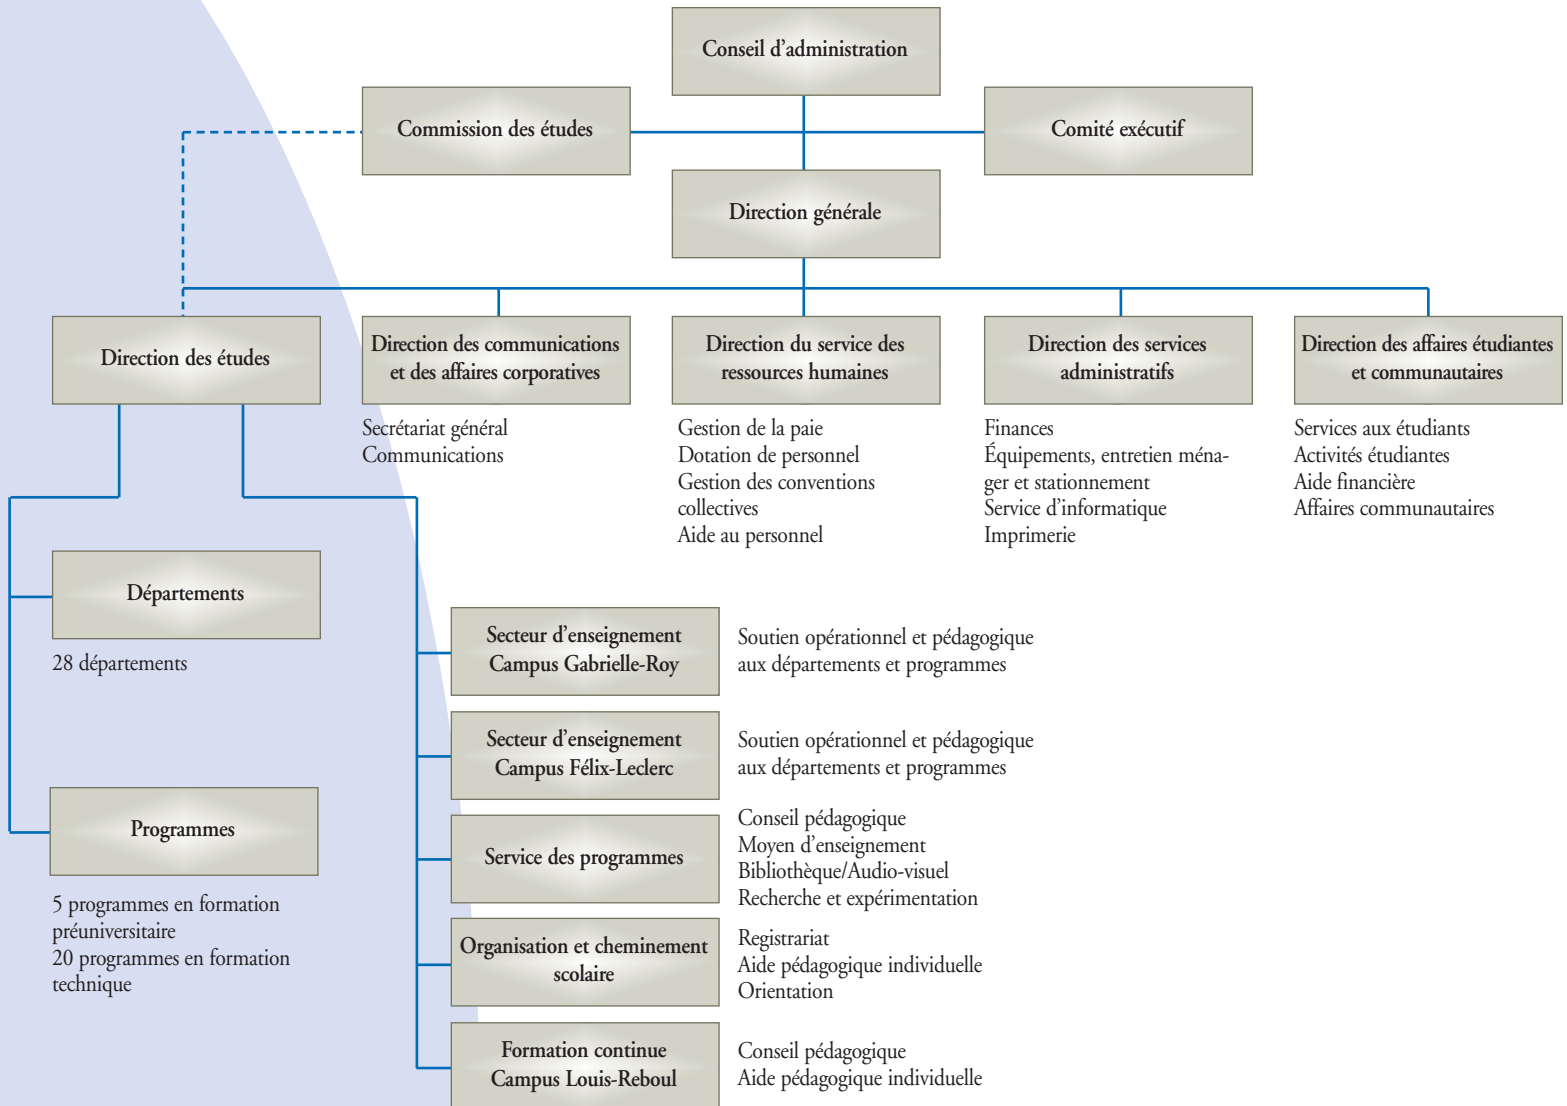 Conseil d'administration
Commission des études
Comité exécutif
Direction générale
Direction des études
Direction des communications
et des affaires corporatives
Secrétariat général
Communications
Direction du service des
ressources humaines
Gestion de la paie
Dotation de personnel
Gestion des conventions
collectives
Aide au personnel
Direction des services
administratifs
Finances
Équipements, entretien ména-
ger et stationnement
Service d'informatique
Imprimerie
Direction des affaires étudiantes
et communautaires
Services aux étudiants
Activités étudiantes
Aide financière
Affaires communautaires
Départements
28 départements
Programmes
5 programmes en formation
préuniversitaire
20 programmes en formation
technique
Secteur d'enseignement
Campus Gabrielle-Roy
Soutien opérationnel et pédagogique
aux départements et programmes
Secteur d'enseignement
Campus Félix-Leclerc
Soutien opérationnel et pédagogique
aux départements et programmes
Service des programmes
Conseil pédagogique
Moyen d'enseignement
Bibliothèque/Audio-visuel
Recherche et expérimentation
Organisation et cheminement
scolaire
Registrariat
Aide pédagogique individuelle
Orientation
Formation continue
Campus Louis-Reboul
Conseil pédagogique
Aide pédagogique individuelle